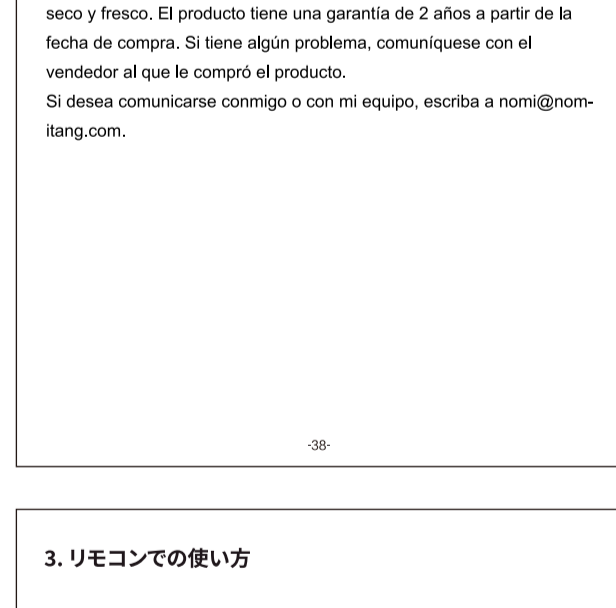 seco y fresco. El producto tiene una garantía de 2 años a partir de la
fecha de compra. Si tiene algún problema, comuníquese con el
vendedor al que le compró el producto.
Si desea comunicarse conmigo o con mi equipo, escriba a nomi@nom-
itang.com.
-38-
3. リモコンでの使い方